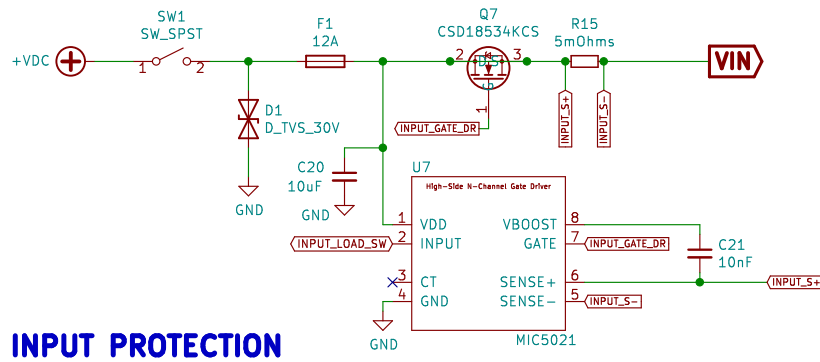 SW1
SW_SPST
+VDC
1
2
F1
12A
Q7
CSD18534KCS
2
3
1
R15
5mOhms
VIN
D1
D_TVS_30V
GND
INPUT_GATE_DR
INPUT_S+
INPUT_S-
C20
10uF
GND
U7
High-Side N-Channel Gate Driver
1 VDD
VBOOST 8
INPUT_LOAD_SW
2 INPUT
GATE 7
INPUT_GATE_DR
C21
10nF
3 CT
SENSE+ 6
INPUT_S+
4 GND
SENSE- 5
INPUT_S-
GND
MIC5021
INPUT PROTECTION